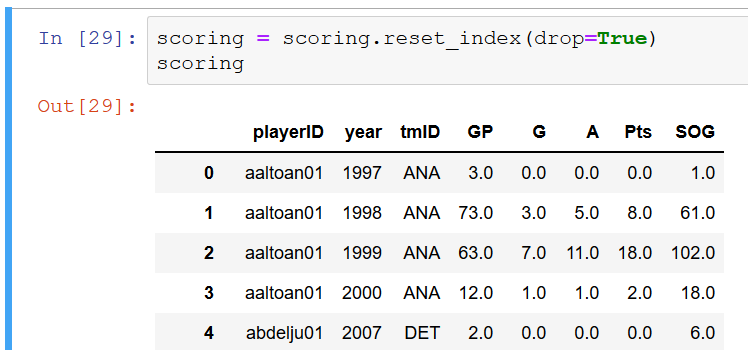 In [29]: scoring = scoring.reset_index(drop=True)
scoring
Out[29]:
playerID year tmID GP G A Pts SOG
0 aaltoan01 1997 ANA 3.0 0.0 0.0 0.0 1.0
1 aaltoan01 1998 ANA 73.0 3.0 5.0 8.0 61.0
2 aaltoan01 1999 ANA 63.0 7.0 11.0 18.0 102.0
3 aaltoan01 2000 ANA 12.0 1.0 1.0 2.0 18.0
4 abdelju01 2007 DET 2.0 0.0 0.0 0.0 6.0